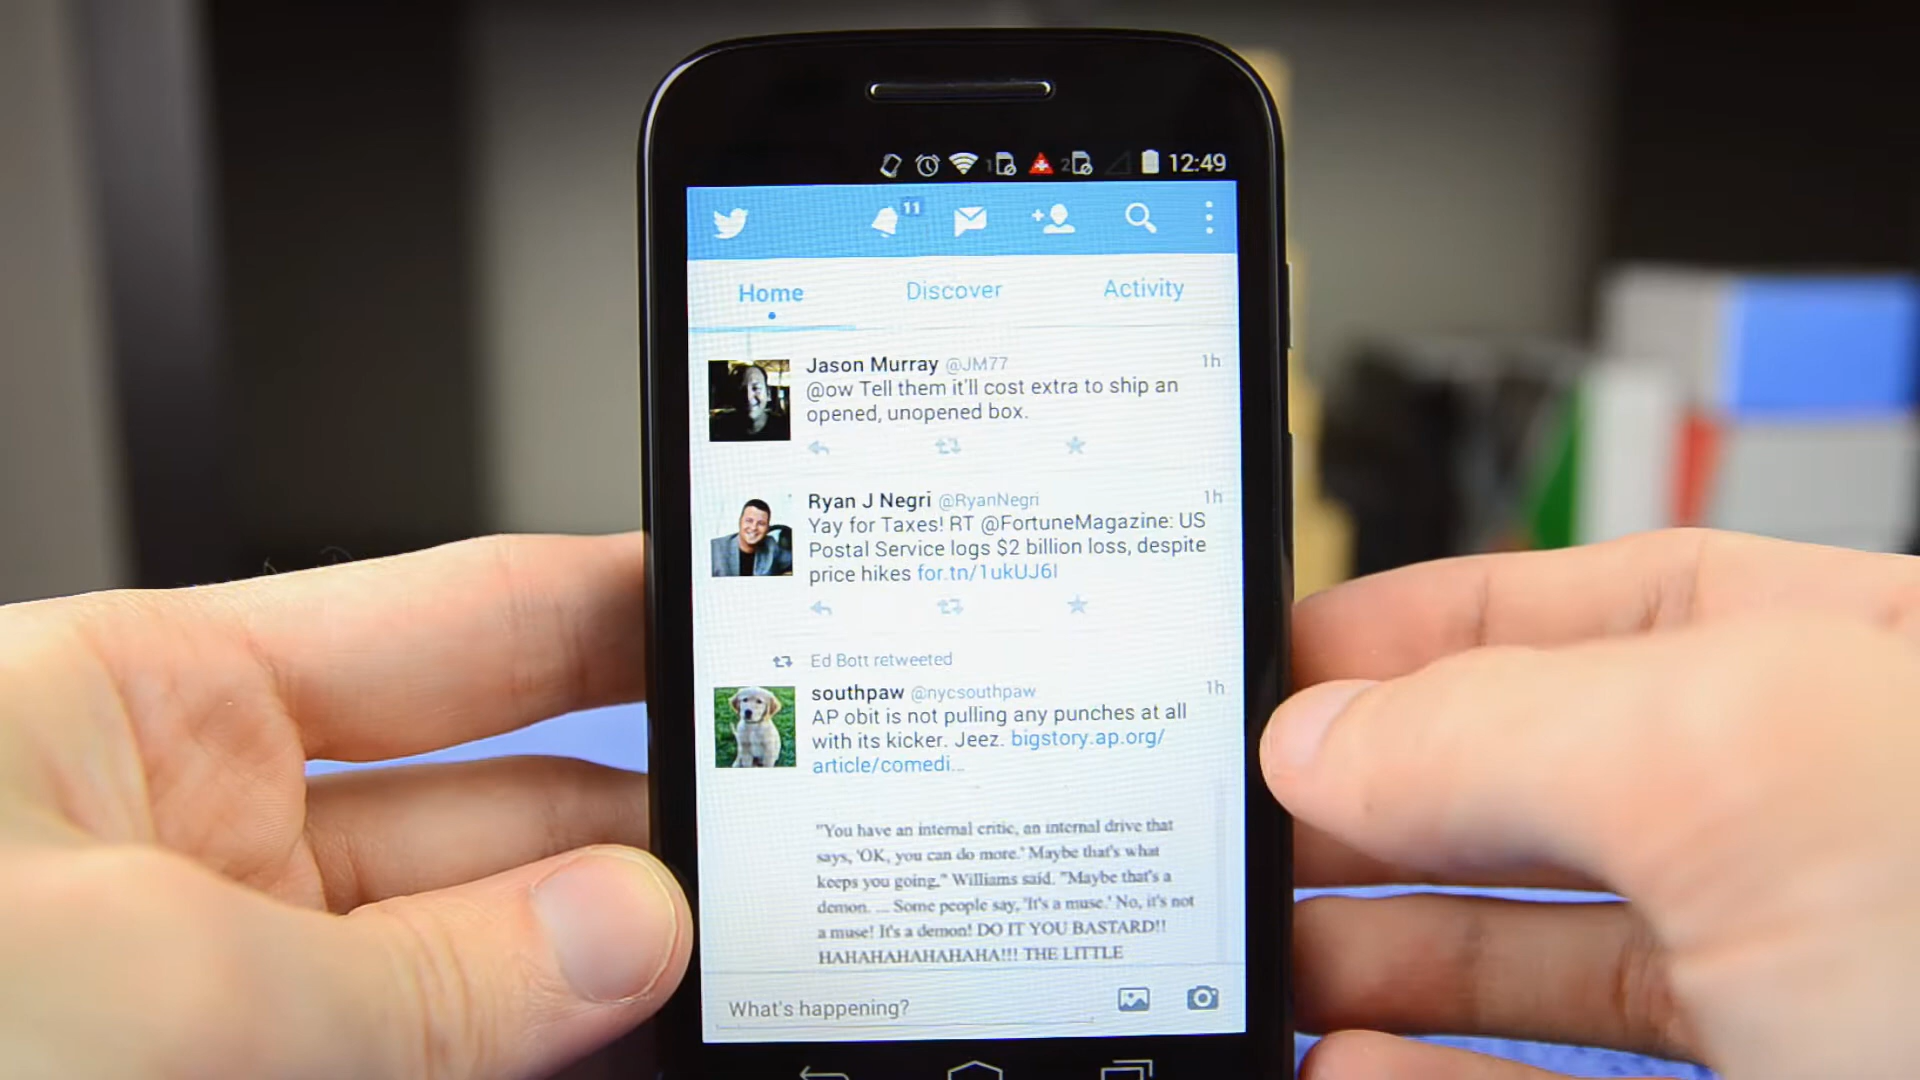 1 2 12:49
11
Home Discover Activity
Jason Murray @JM77 1h
@ow Tell them it'll cost extra to ship an
opened, unopened box.
Ryan J Negri @RyanNegri 1h
Yay for Taxes! RT @FortuneMagazine: US
Postal Service logs $2 billion loss, despite
price hikes for.tn/1ukUJ6I
Ed Bott retweeted
southpaw @nycsouthpaw 1h
AP obit is not pulling any punches at all
with its kicker. Jeez. bigstory.ap.org/
article/comedi...
"You have an internal critic, an internal drive that
says, 'OK, you can do more.' Maybe that's what
keeps you going," Williams said. "Maybe that's a
demon. ... Some people say, 'It's a muse.' No, it's not
a muse! It's a demon! DO IT YOU BASTARD!!
HAHAHAHAHAHAHA!!! THE LITTLE
What's happening?